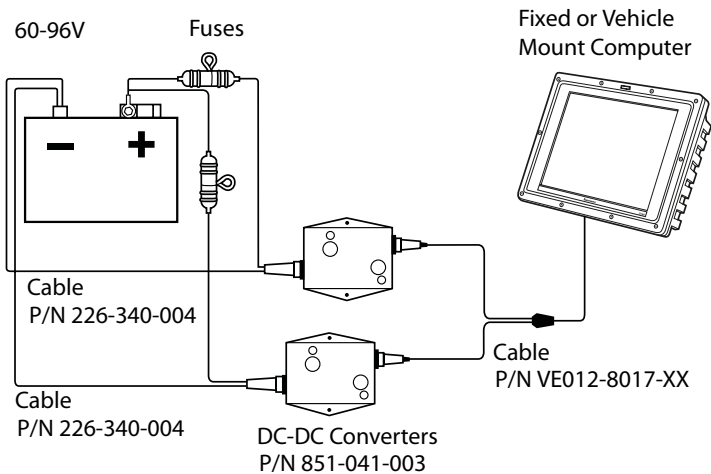 60-96V
Fuses
Fixed or Vehicle
Mount Computer
Cable
P/N 226-340-004
Cable
P/N VE012-8017-XX
Cable
P/N 226-340-004
DC-DC Converters
P/N 851-041-003